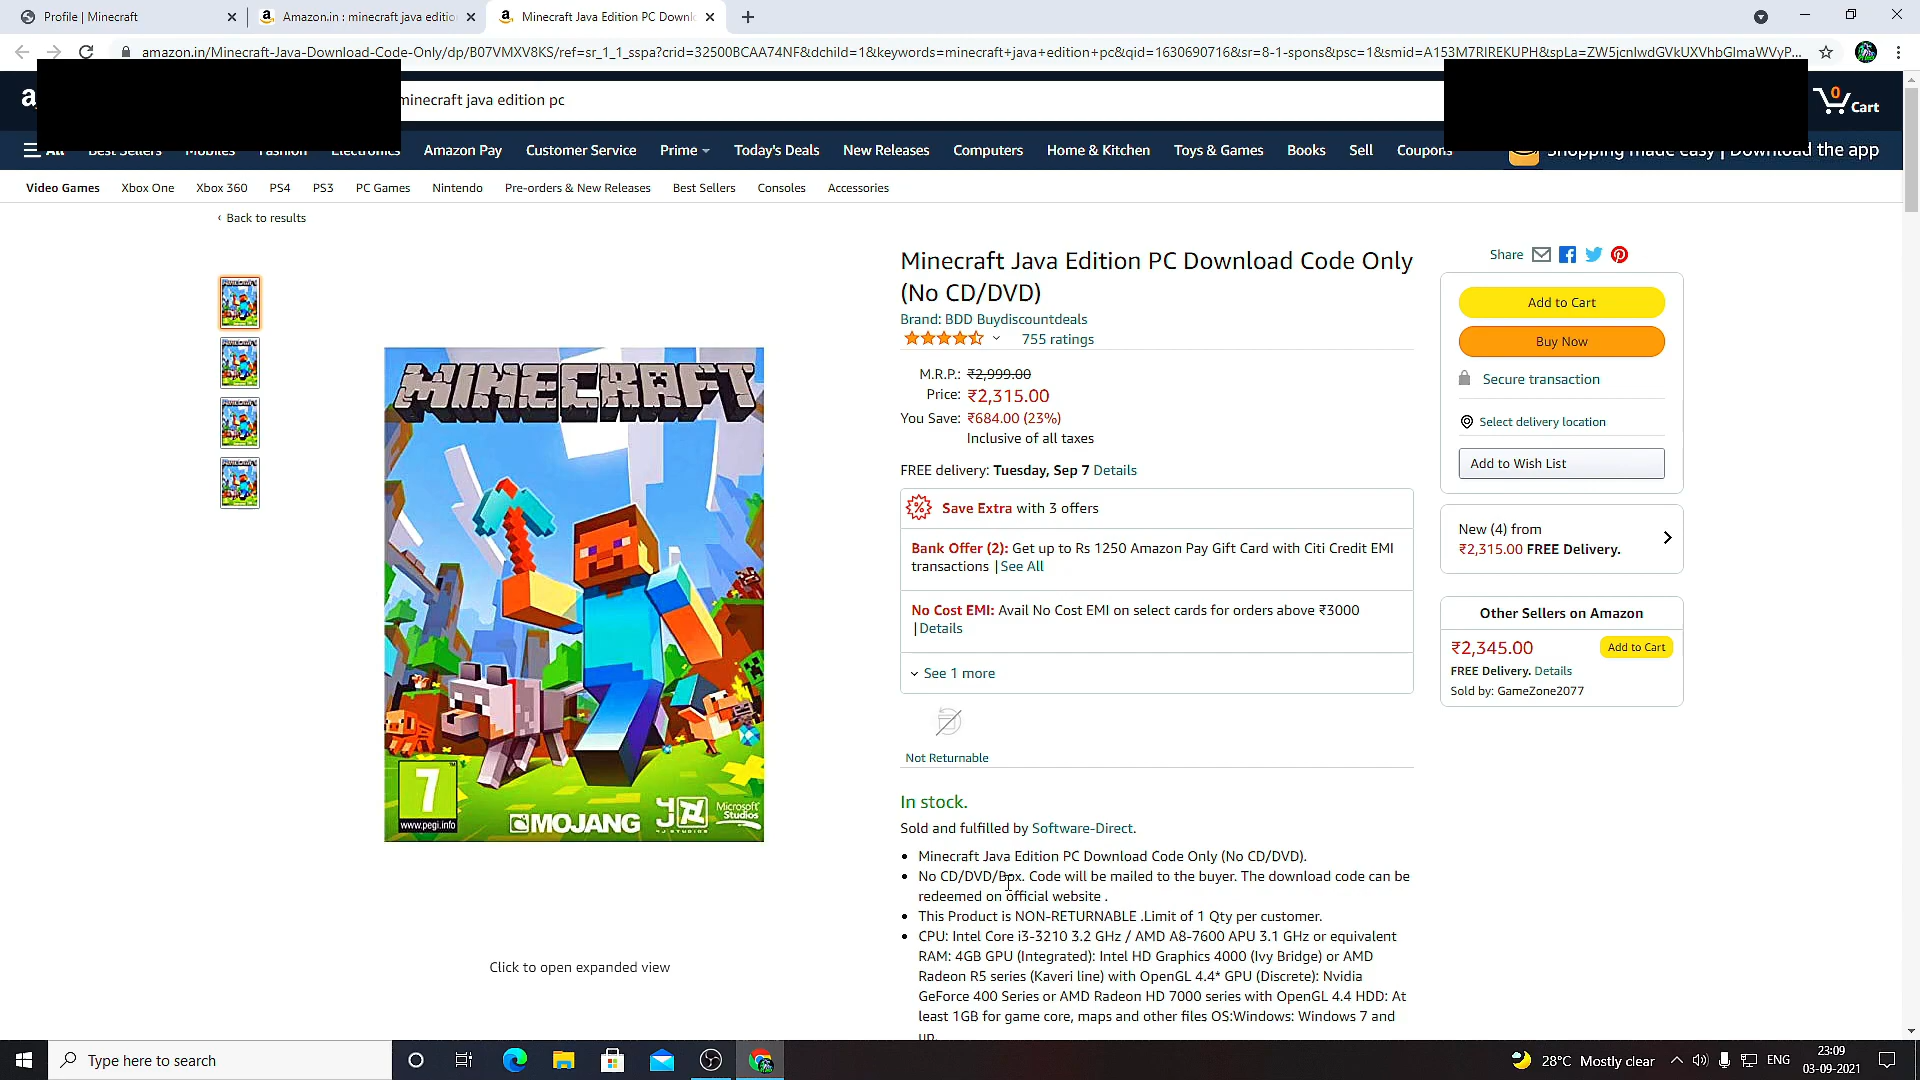 Profile | Minecraft
Amazon.in : minecraft java editio
Minecraft Java Edition PC Down
amazon.in/Minecraft-Java-Download-Code-Only/dp/B07VMXV8KS/ref=sr_1_1_sspa?crid=32500BCAA74NF&dchild=1&keywords=minecraft+java+edition+pc&qid=1630690716&sr=8-1-spons&psc=1&smid=A153M7RIREKUPH&spLa=ZW5jcnlwdGVkUXVhbGlmaWVyP...
minecraft java edition pc
0
Cart
All Best Sellers Mobiles Fashion Electronics Amazon Pay Customer Service Prime Today's Deals New Releases Computers Home & Kitchen Toys & Games Books Sell Coupons Shopping made easy | Download the app
Video Games Xbox One Xbox 360 PS4 PS3 PC Games Nintendo Pre-orders & New Releases Best Sellers Consoles Accessories
‹ Back to results
MINECRAFT
7
www.pegi.info
MOJANG
4J STUDIOS
Microsoft Studios
Click to open expanded view
Minecraft Java Edition PC Download Code Only
(No CD/DVD)
Brand: BDD Buydiscountdeals
755 ratings
M.R.P.: ₹2,999.00
Price: ₹2,315.00
You Save: ₹684.00 (23%)
Inclusive of all taxes
FREE delivery: Tuesday, Sep 7 Details
Save Extra with 3 offers
Bank Offer (2): Get up to Rs 1250 Amazon Pay Gift Card with Citi Credit EMI
transactions | See All
No Cost EMI: Avail No Cost EMI on select cards for orders above ₹3000
| Details
See 1 more
Not Returnable
In stock.
Sold and fulfilled by Software-Direct.
• Minecraft Java Edition PC Download Code Only (No CD/DVD).
• No CD/DVD/Box. Code will be mailed to the buyer. The download code can be
redeemed on official website .
• This Product is NON-RETURNABLE .Limit of 1 Qty per customer.
• CPU: Intel Core i3-3210 3.2 GHz / AMD A8-7600 APU 3.1 GHz or equivalent
RAM: 4GB GPU (Integrated): Intel HD Graphics 4000 (Ivy Bridge) or AMD
Radeon R5 series (Kaveri line) with OpenGL 4.4* GPU (Discrete): Nvidia
GeForce 400 Series or AMD Radeon HD 7000 series with OpenGL 4.4 HDD: At
least 1GB for game core, maps and other files OS:Windows: Windows 7 and
up.
Share
Add to Cart
Buy Now
Secure transaction
Select delivery location
Add to Wish List
New (4) from
₹2,315.00 FREE Delivery.
Other Sellers on Amazon
₹2,345.00
Add to Cart
FREE Delivery. Details
Sold by: GameZone2077
Type here to search
28°C Mostly clear
ENG
23:09
03-09-2021